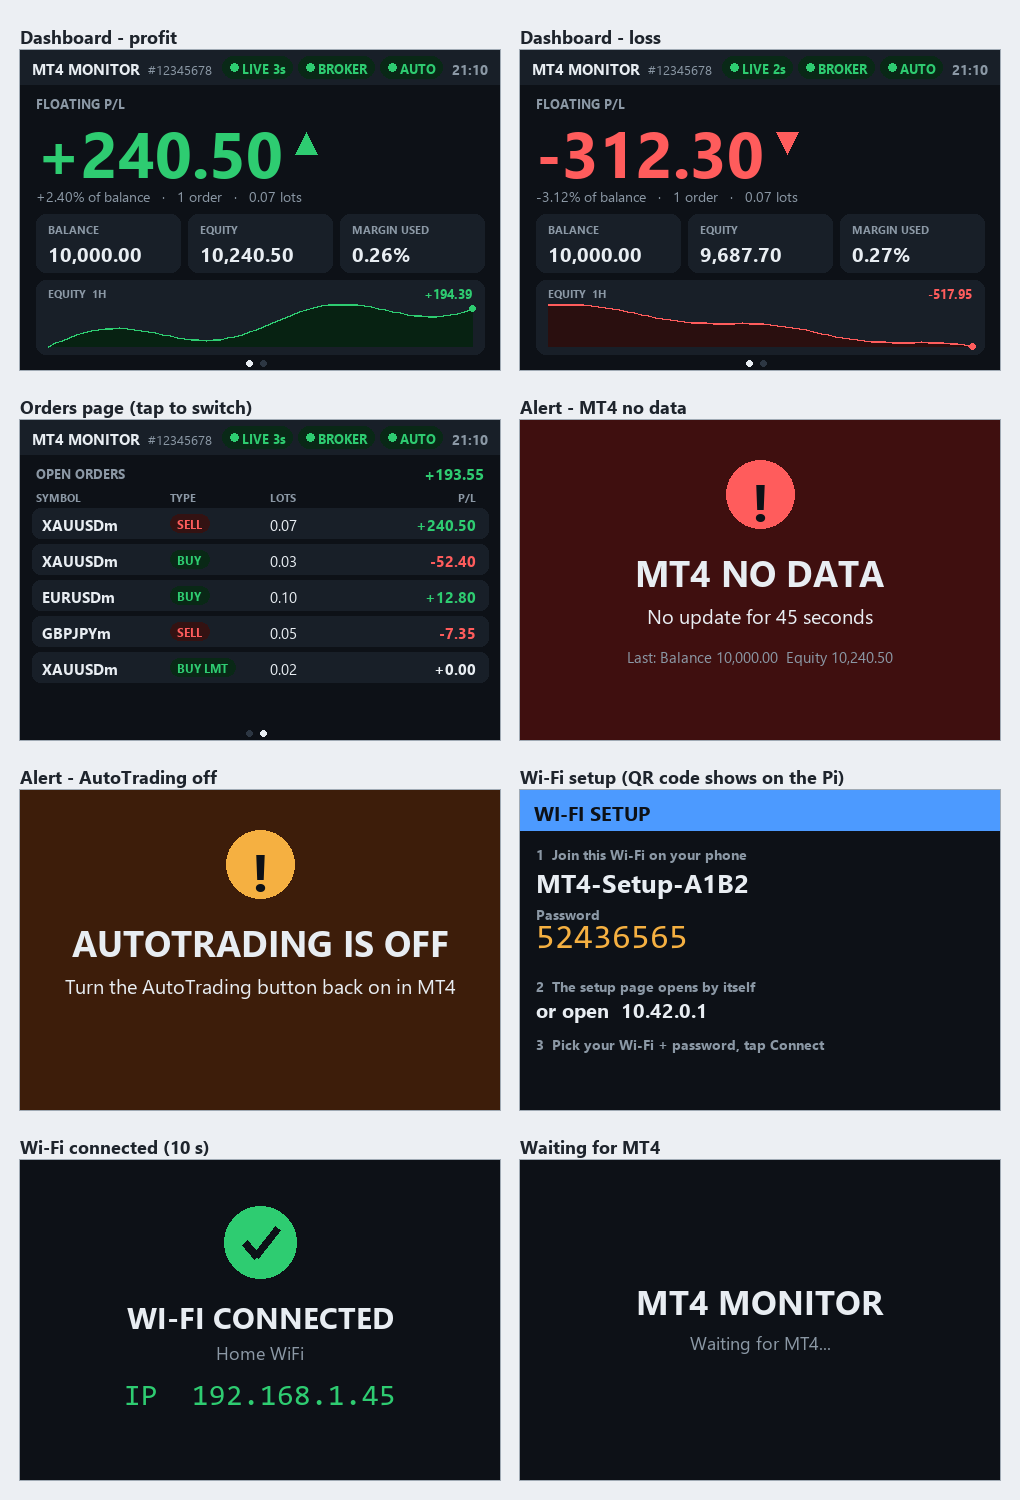 Dashboard - profit
MT4 MONITOR #12345678 LIVE 3s BROKER AUTO 21:10
FLOATING P/L
+240.50
+2.40% of balance · 1 order · 0.07 lots
BALANCE EQUITY MARGIN USED
10,000.00 10,240.50 0.26%
EQUITY 1H +194.39
Dashboard - loss
MT4 MONITOR #12345678 LIVE 2s BROKER AUTO 21:10
FLOATING P/L
-312.30
-3.12% of balance · 1 order · 0.07 lots
BALANCE EQUITY MARGIN USED
10,000.00 9,687.70 0.27%
EQUITY 1H -517.95
Orders page (tap to switch)
MT4 MONITOR #12345678 LIVE 3s BROKER AUTO 21:10
OPEN ORDERS +193.55
SYMBOL TYPE LOTS P/L
XAUUSDm SELL 0.07 +240.50
XAUUSDm BUY 0.03 -52.40
EURUSDm BUY 0.10 +12.80
GBPJPYm SELL 0.05 -7.35
XAUUSDm BUY LMT 0.02 +0.00
Alert - MT4 no data
!
MT4 NO DATA
No update for 45 seconds
Last: Balance 10,000.00 Equity 10,240.50
Alert - AutoTrading off
!
AUTOTRADING IS OFF
Turn the AutoTrading button back on in MT4
Wi-Fi setup (QR code shows on the Pi)
WI-FI SETUP
1 Join this Wi-Fi on your phone
MT4-Setup-A1B2
Password
52436565
2 The setup page opens by itself
or open 10.42.0.1
3 Pick your Wi-Fi + password, tap Connect
Wi-Fi connected (10 s)
WI-FI CONNECTED
Home WiFi
IP 192.168.1.45
Waiting for MT4
MT4 MONITOR
Waiting for MT4...